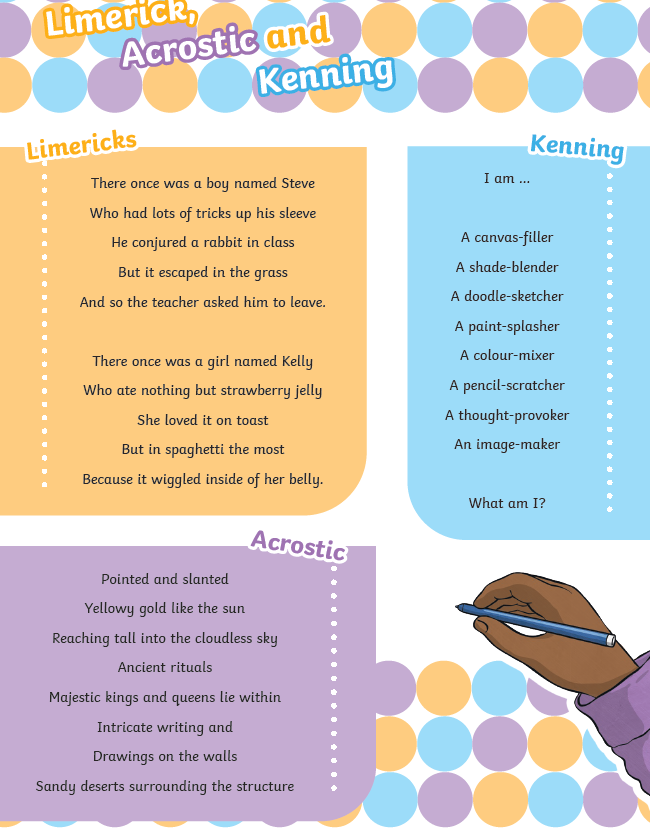 Limerick,
Acrostic and
Kenning
Limericks
There once was a boy named Steve
Who had lots of tricks up his sleeve
He conjured a rabbit in class
But it escaped in the grass
And so the teacher asked him to leave.
There once was a girl named Kelly
Who ate nothing but strawberry jelly
She loved it on toast
But in spaghetti the most
Because it wiggled inside of her belly.
Kenning
I am ...
A canvas-filler
A shade-blender
A doodle-sketcher
A paint-splasher
A colour-mixer
A pencil-scratcher
A thought-provoker
An image-maker
What am I?
Acrostic
Pointed and slanted
Yellowy gold like the sun
Reaching tall into the cloudless sky
Ancient rituals
Majestic kings and queens lie within
Intricate writing and
Drawings on the walls
Sandy deserts surrounding the structure